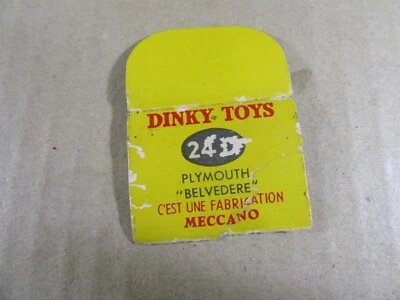 DINKY TOYS
24 D
PLYMOUTH
"BELVEDERE"
C'EST UNE FABRICATION
MECCANO